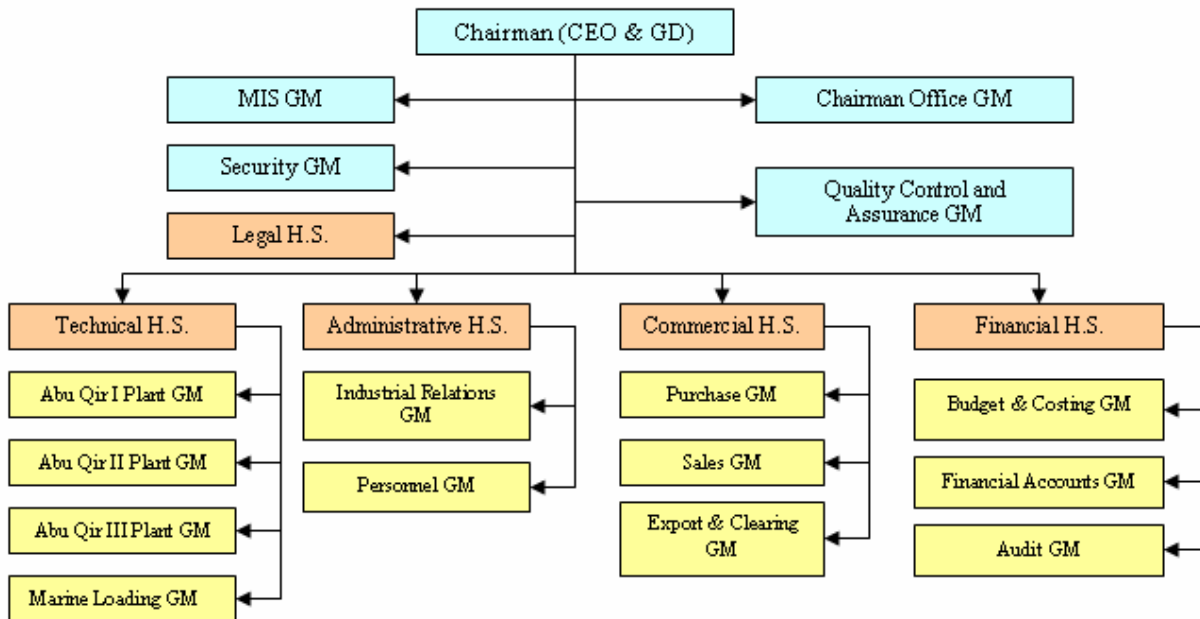 Chairman (CEO & GD)
MIS GM
Chairman Office GM
Security GM
Quality Control and
Assurance GM
Legal H.S.
Technical H.S.
Administrative H.S.
Commercial H.S.
Financial H.S.
Abu Qir I Plant GM
Abu Qir II Plant GM
Abu Qir III Plant GM
Marine Loading GM
Industrial Relations
GM
Personnel GM
Purchase GM
Sales GM
Export & Clearing
GM
Budget & Costing GM
Financial Accounts GM
Audit GM